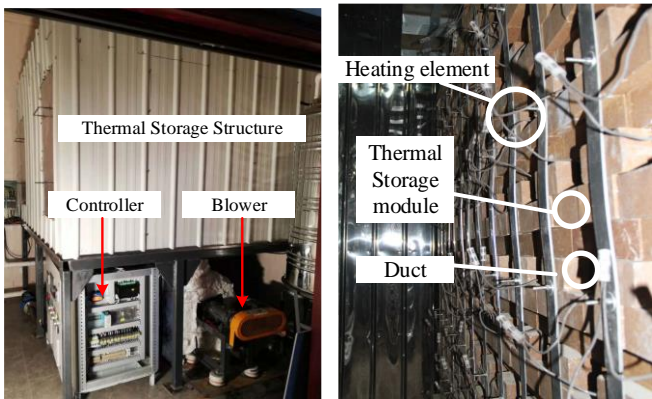 Thermal Storage Structure
Controller
Blower
Heating element
Thermal
Storage
module
Duct